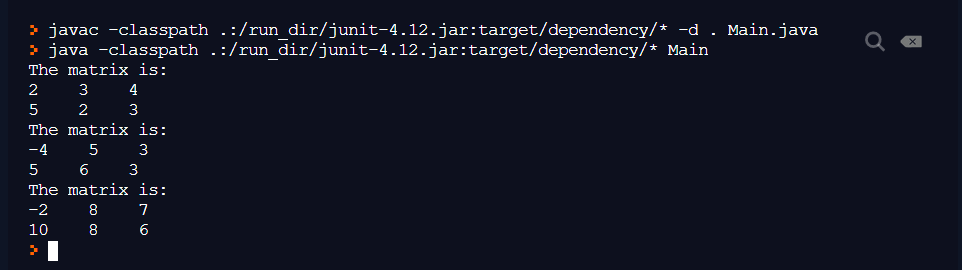 > javac -classpath .:/run_dir/junit-4.12.jar:target/dependency/* -d . Main.java
> java -classpath .:/run_dir/junit-4.12.jar:target/dependency/* Main
The matrix is:
2    3    4
5    2    3
The matrix is:
-4    5    3
5    6    3
The matrix is:
-2    8    7
10    8    6
>